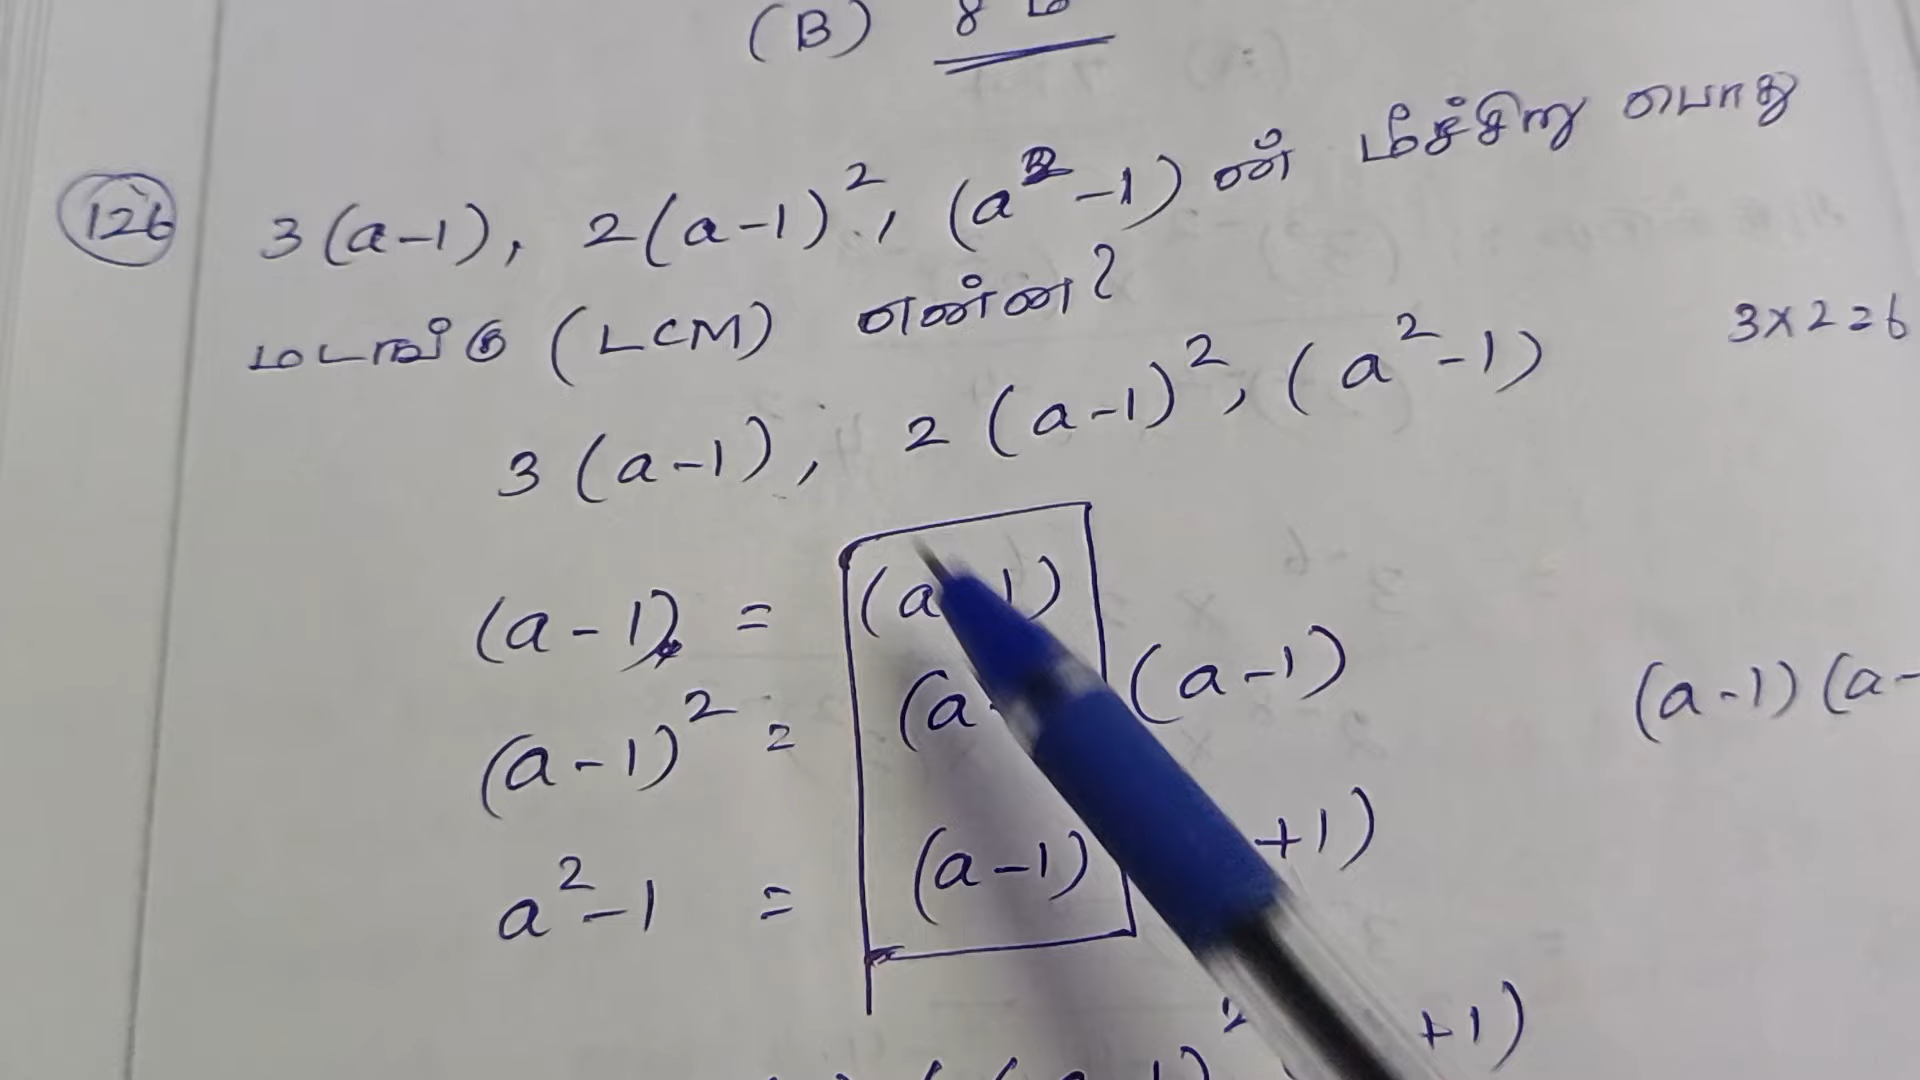 (B)
126 3(a-1), 2(a-1)², (a²-1) ன் மீச்சிறு பொது
மடங்கு (LCM) என்ன?
3×2=6
3(a-1), 2(a-1)², (a²-1)
(a-1) = (a-1)
(a-1)² = (a (a-1)
(a-1)(a-
a²-1 = (a-1) +1)
+1)